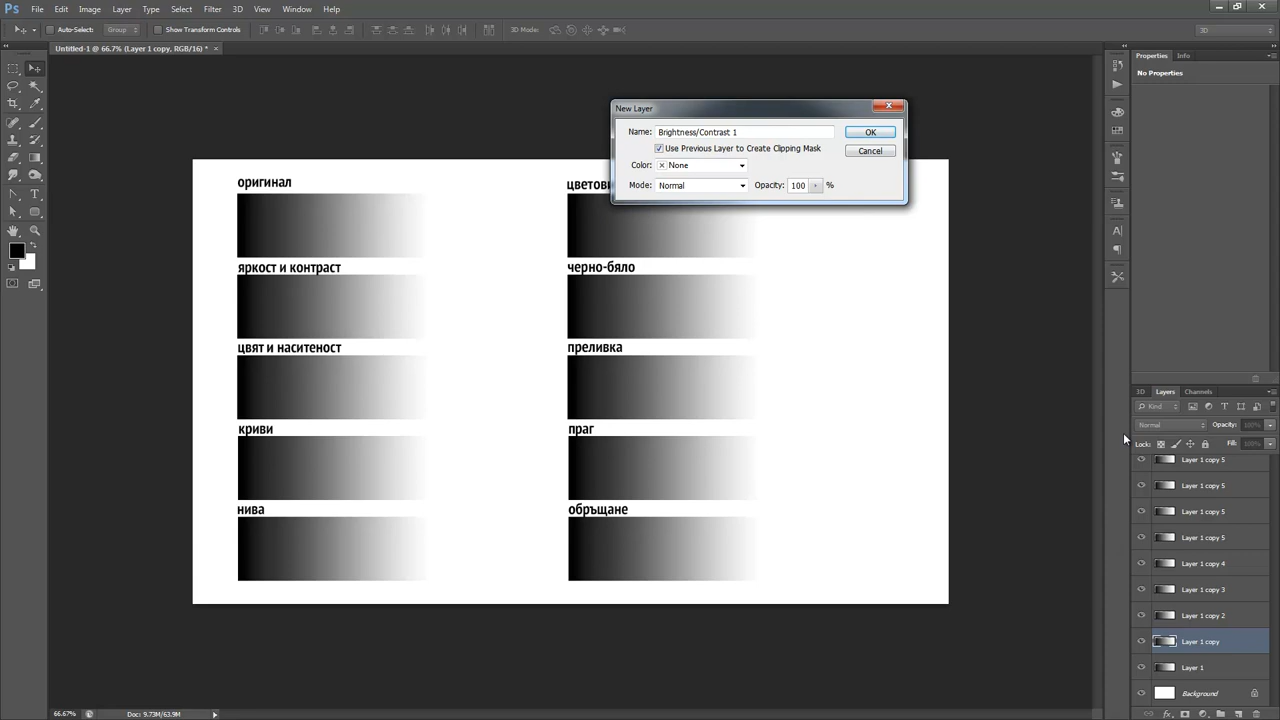 Ps File Edit Image Layer Type Select Filter 3D View Window Help
Auto-Select: Group Show Transform Controls 3D Mode: 3D
Untitled-1 @ 66.7% (Layer 1 copy, RGB/16) * ×
Properties Info
No Properties
New Layer
Name: Brightness/Contrast 1 OK
Use Previous Layer to Create Clipping Mask Cancel
Color: None
Mode: Normal Opacity: 100 %
оригинал
яркост и контраст
цвят и наситеност
криви
нива
черно-бяло
преливка
праг
обръщане
3D Layers Channels
Kind
Normal Opacity: 100%
Lock: Fill: 100%
Layer 1 copy 5
Layer 1 copy 5
Layer 1 copy 5
Layer 1 copy 5
Layer 1 copy 4
Layer 1 copy 3
Layer 1 copy 2
Layer 1 copy
Layer 1
Background
66.67% Doc: 9.73M/63.9M